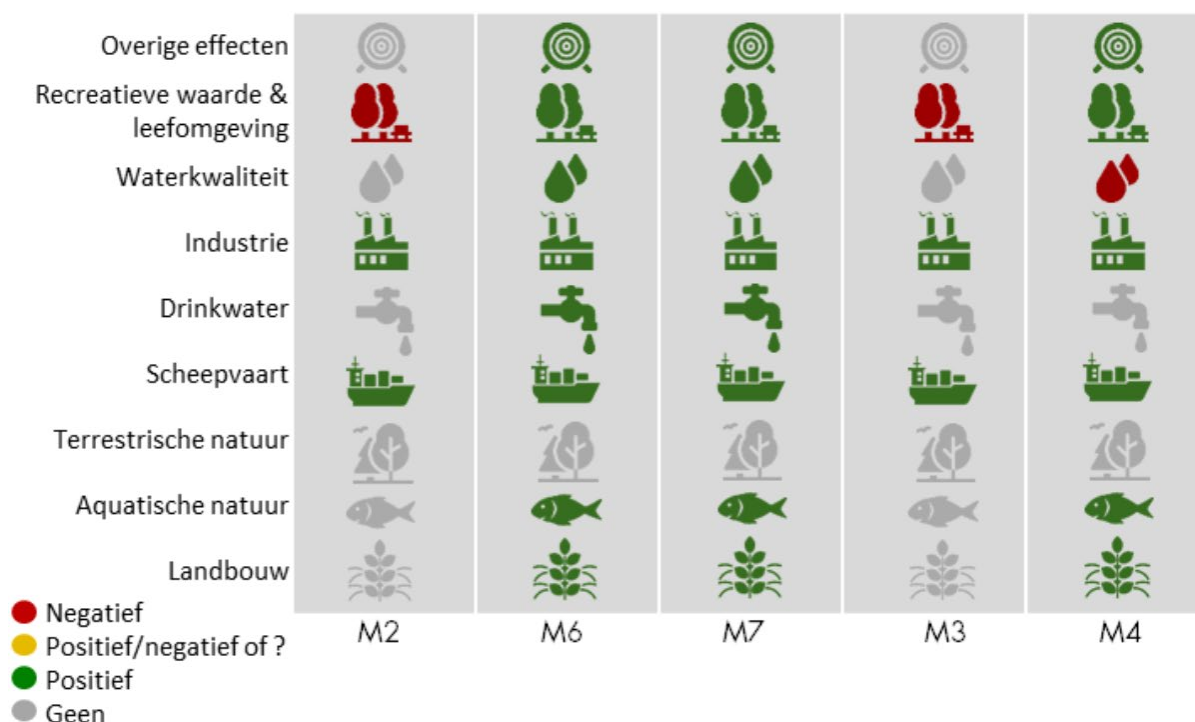 Overige effecten
Recreatieve waarde &
leefomgeving
Waterkwaliteit
Industrie
Drinkwater
Scheepvaart
Terrestrische natuur
Aquatische natuur
Landbouw
Negatief
Positief/negatief of ?
Positief
Geen
M2 M6 M7 M3 M4